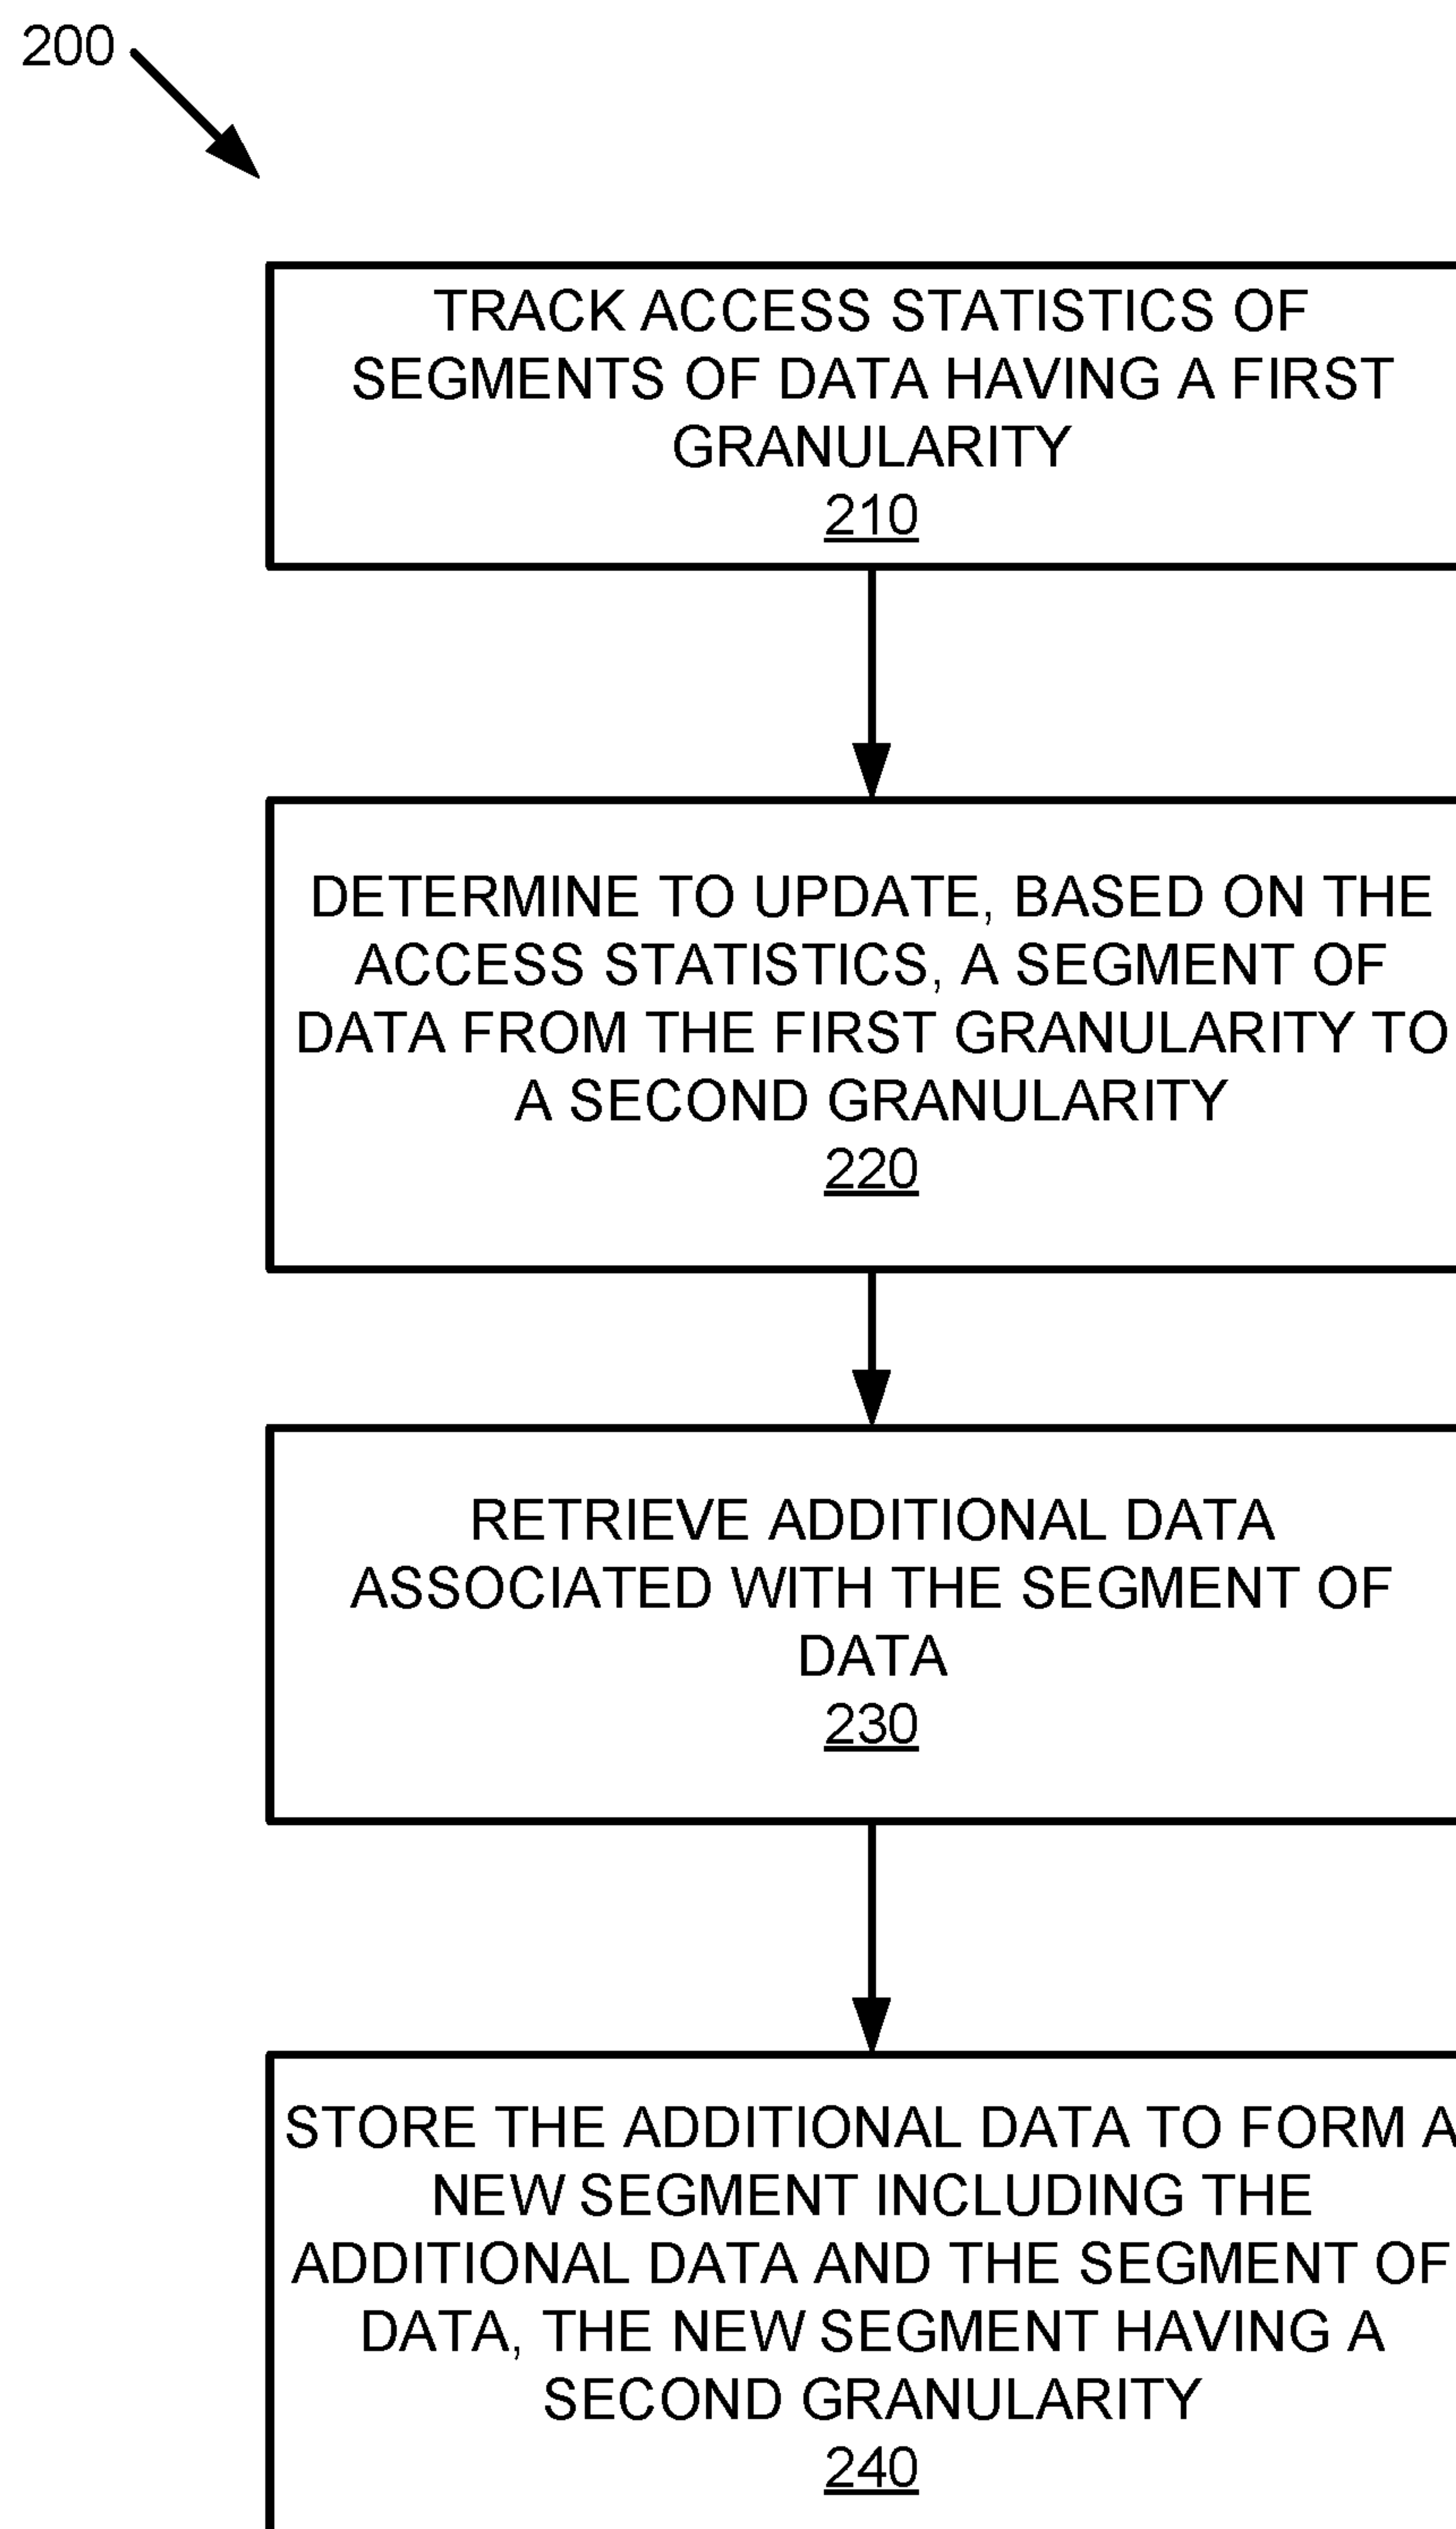 200
TRACK ACCESS STATISTICS OF
SEGMENTS OF DATA HAVING A FIRST
GRANULARITY
210
DETERMINE TO UPDATE, BASED ON THE
ACCESS STATISTICS, A SEGMENT OF
DATA FROM THE FIRST GRANULARITY TO
A SECOND GRANULARITY
220
RETRIEVE ADDITIONAL DATA
ASSOCIATED WITH THE SEGMENT OF
DATA
230
STORE THE ADDITIONAL DATA TO FORM A
NEW SEGMENT INCLUDING THE
ADDITIONAL DATA AND THE SEGMENT OF
DATA, THE NEW SEGMENT HAVING A
SECOND GRANULARITY
240